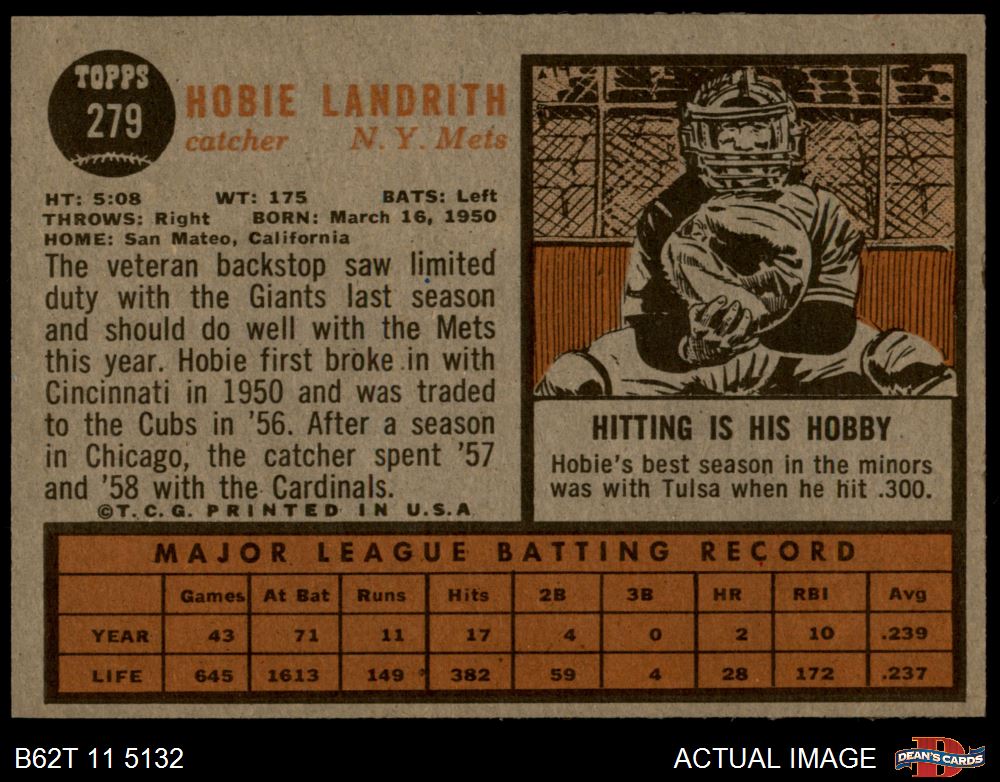 TOPPS
279
HOBIE LANDRITH
catcher N. Y. Mets
HT: 5:08 WT: 175 BATS: Left
THROWS: Right BORN: March 16, 1950
HOME: San Mateo, California
The veteran backstop saw limited
duty with the Giants last season
and should do well with the Mets
this year. Hobie first broke in with
Cincinnati in 1950 and was traded
to the Cubs in '56. After a season
in Chicago, the catcher spent '57
and '58 with the Cardinals.
©T.C.G. PRINTED IN U.S.A
HITTING IS HIS HOBBY
Hobie's best season in the minors
was with Tulsa when he hit .300.
MAJOR LEAGUE BATTING RECORD
Games At Bat Runs Hits 2B 3B HR RBI Avg
YEAR 43 71 11 17 4 0 2 10 .239
LIFE 645 1613 149 382 59 4 28 172 .237
B62T 11 5132 ACTUAL IMAGE
D
DEAN'S CARDS